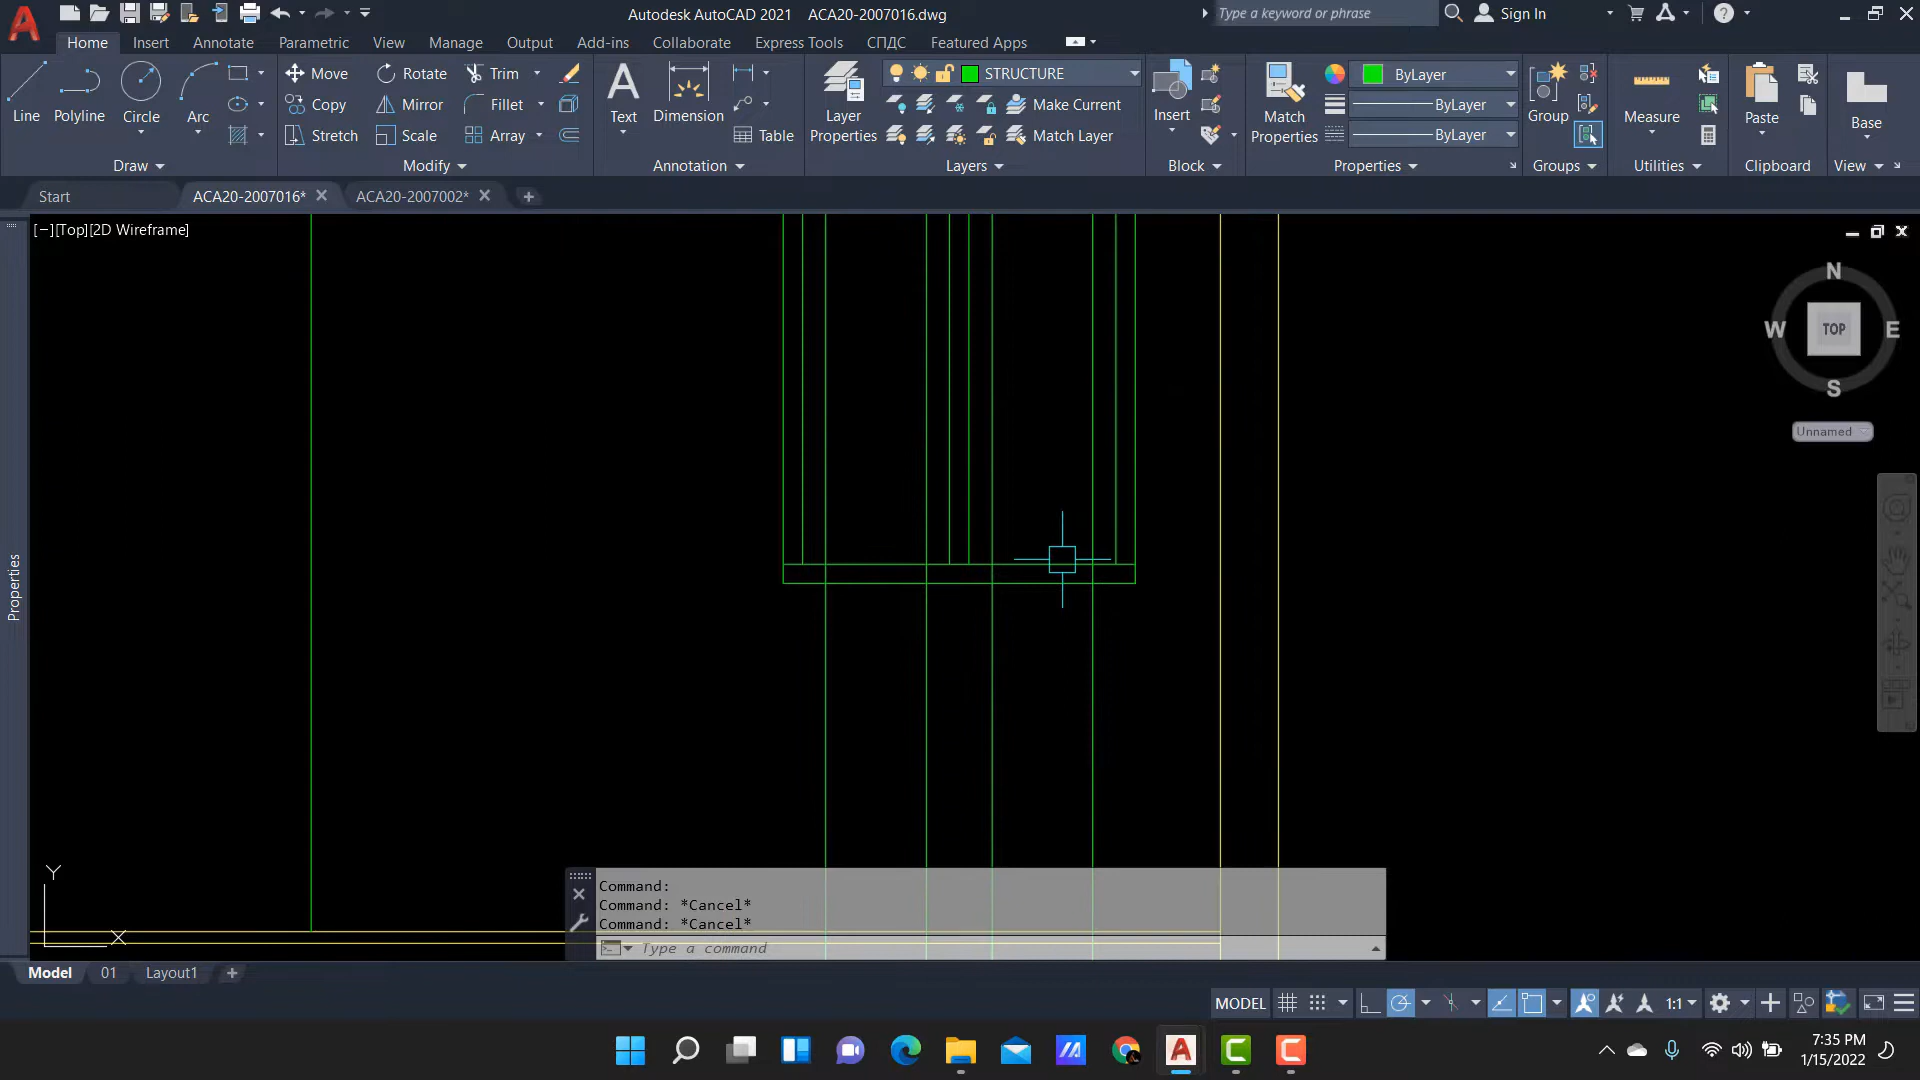 Autodesk AutoCAD 2021 ACA20-2007016.dwg
Type a keyword or phrase
Sign In
Home Insert Annotate Parametric View Manage Output Add-ins Collaborate Express Tools СПДС Featured Apps
Line
Polyline
Circle
Arc
Draw
Move
Rotate
Trim
Copy
Mirror
Fillet
Stretch
Scale
Array
Modify
Text
Dimension
Table
Annotation
Layer
Properties
STRUCTURE
Make Current
Match Layer
Layers
Insert
Block
Match
Properties
ByLayer
ByLayer
ByLayer
Properties
Group
Groups
Measure
Utilities
Paste
Clipboard
Base
View
Start
ACA20-2007016*
ACA20-2007002*
[−][Top][2D Wireframe]
N
W
TOP
E
S
Unnamed
Properties
Y
X
Command:
Command: *Cancel*
Command: *Cancel*
Type a command
Model 01 Layout1
MODEL
1:1
7:35 PM
1/15/2022